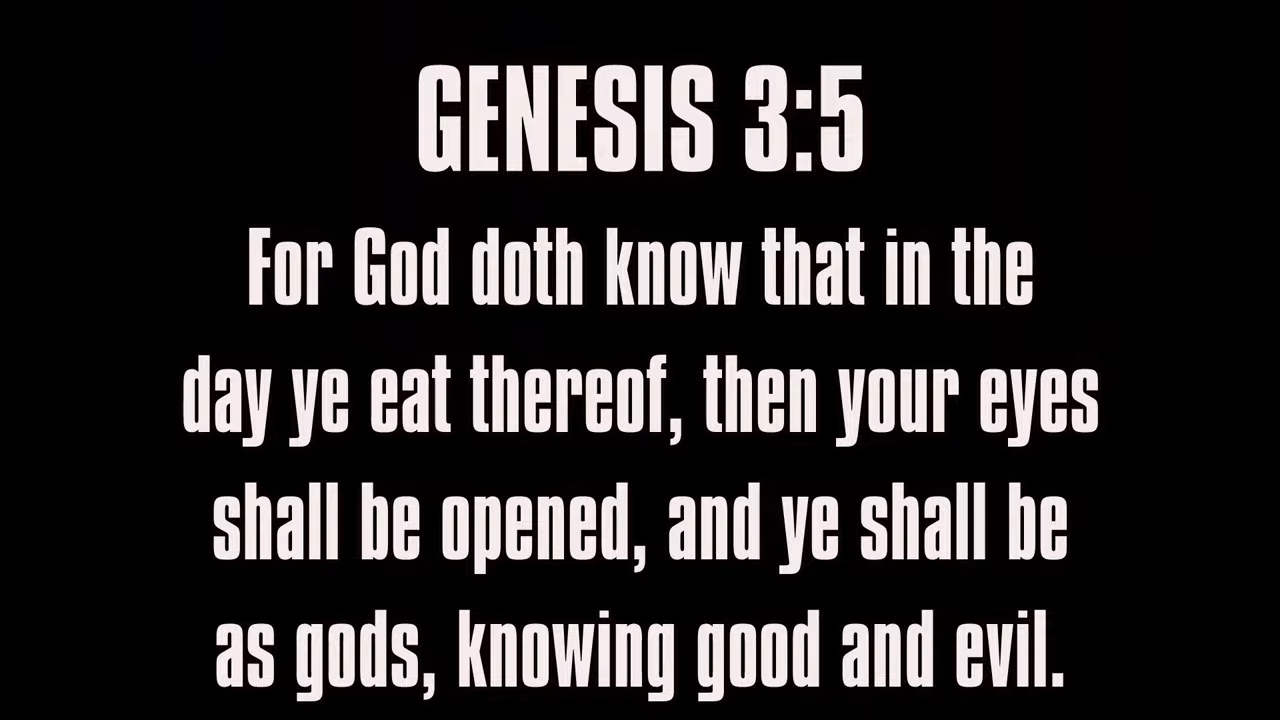 GENESIS 3:5
For God doth know that in the
day ye eat thereof, then your eyes
shall be opened, and ye shall be
as gods, knowing good and evil.